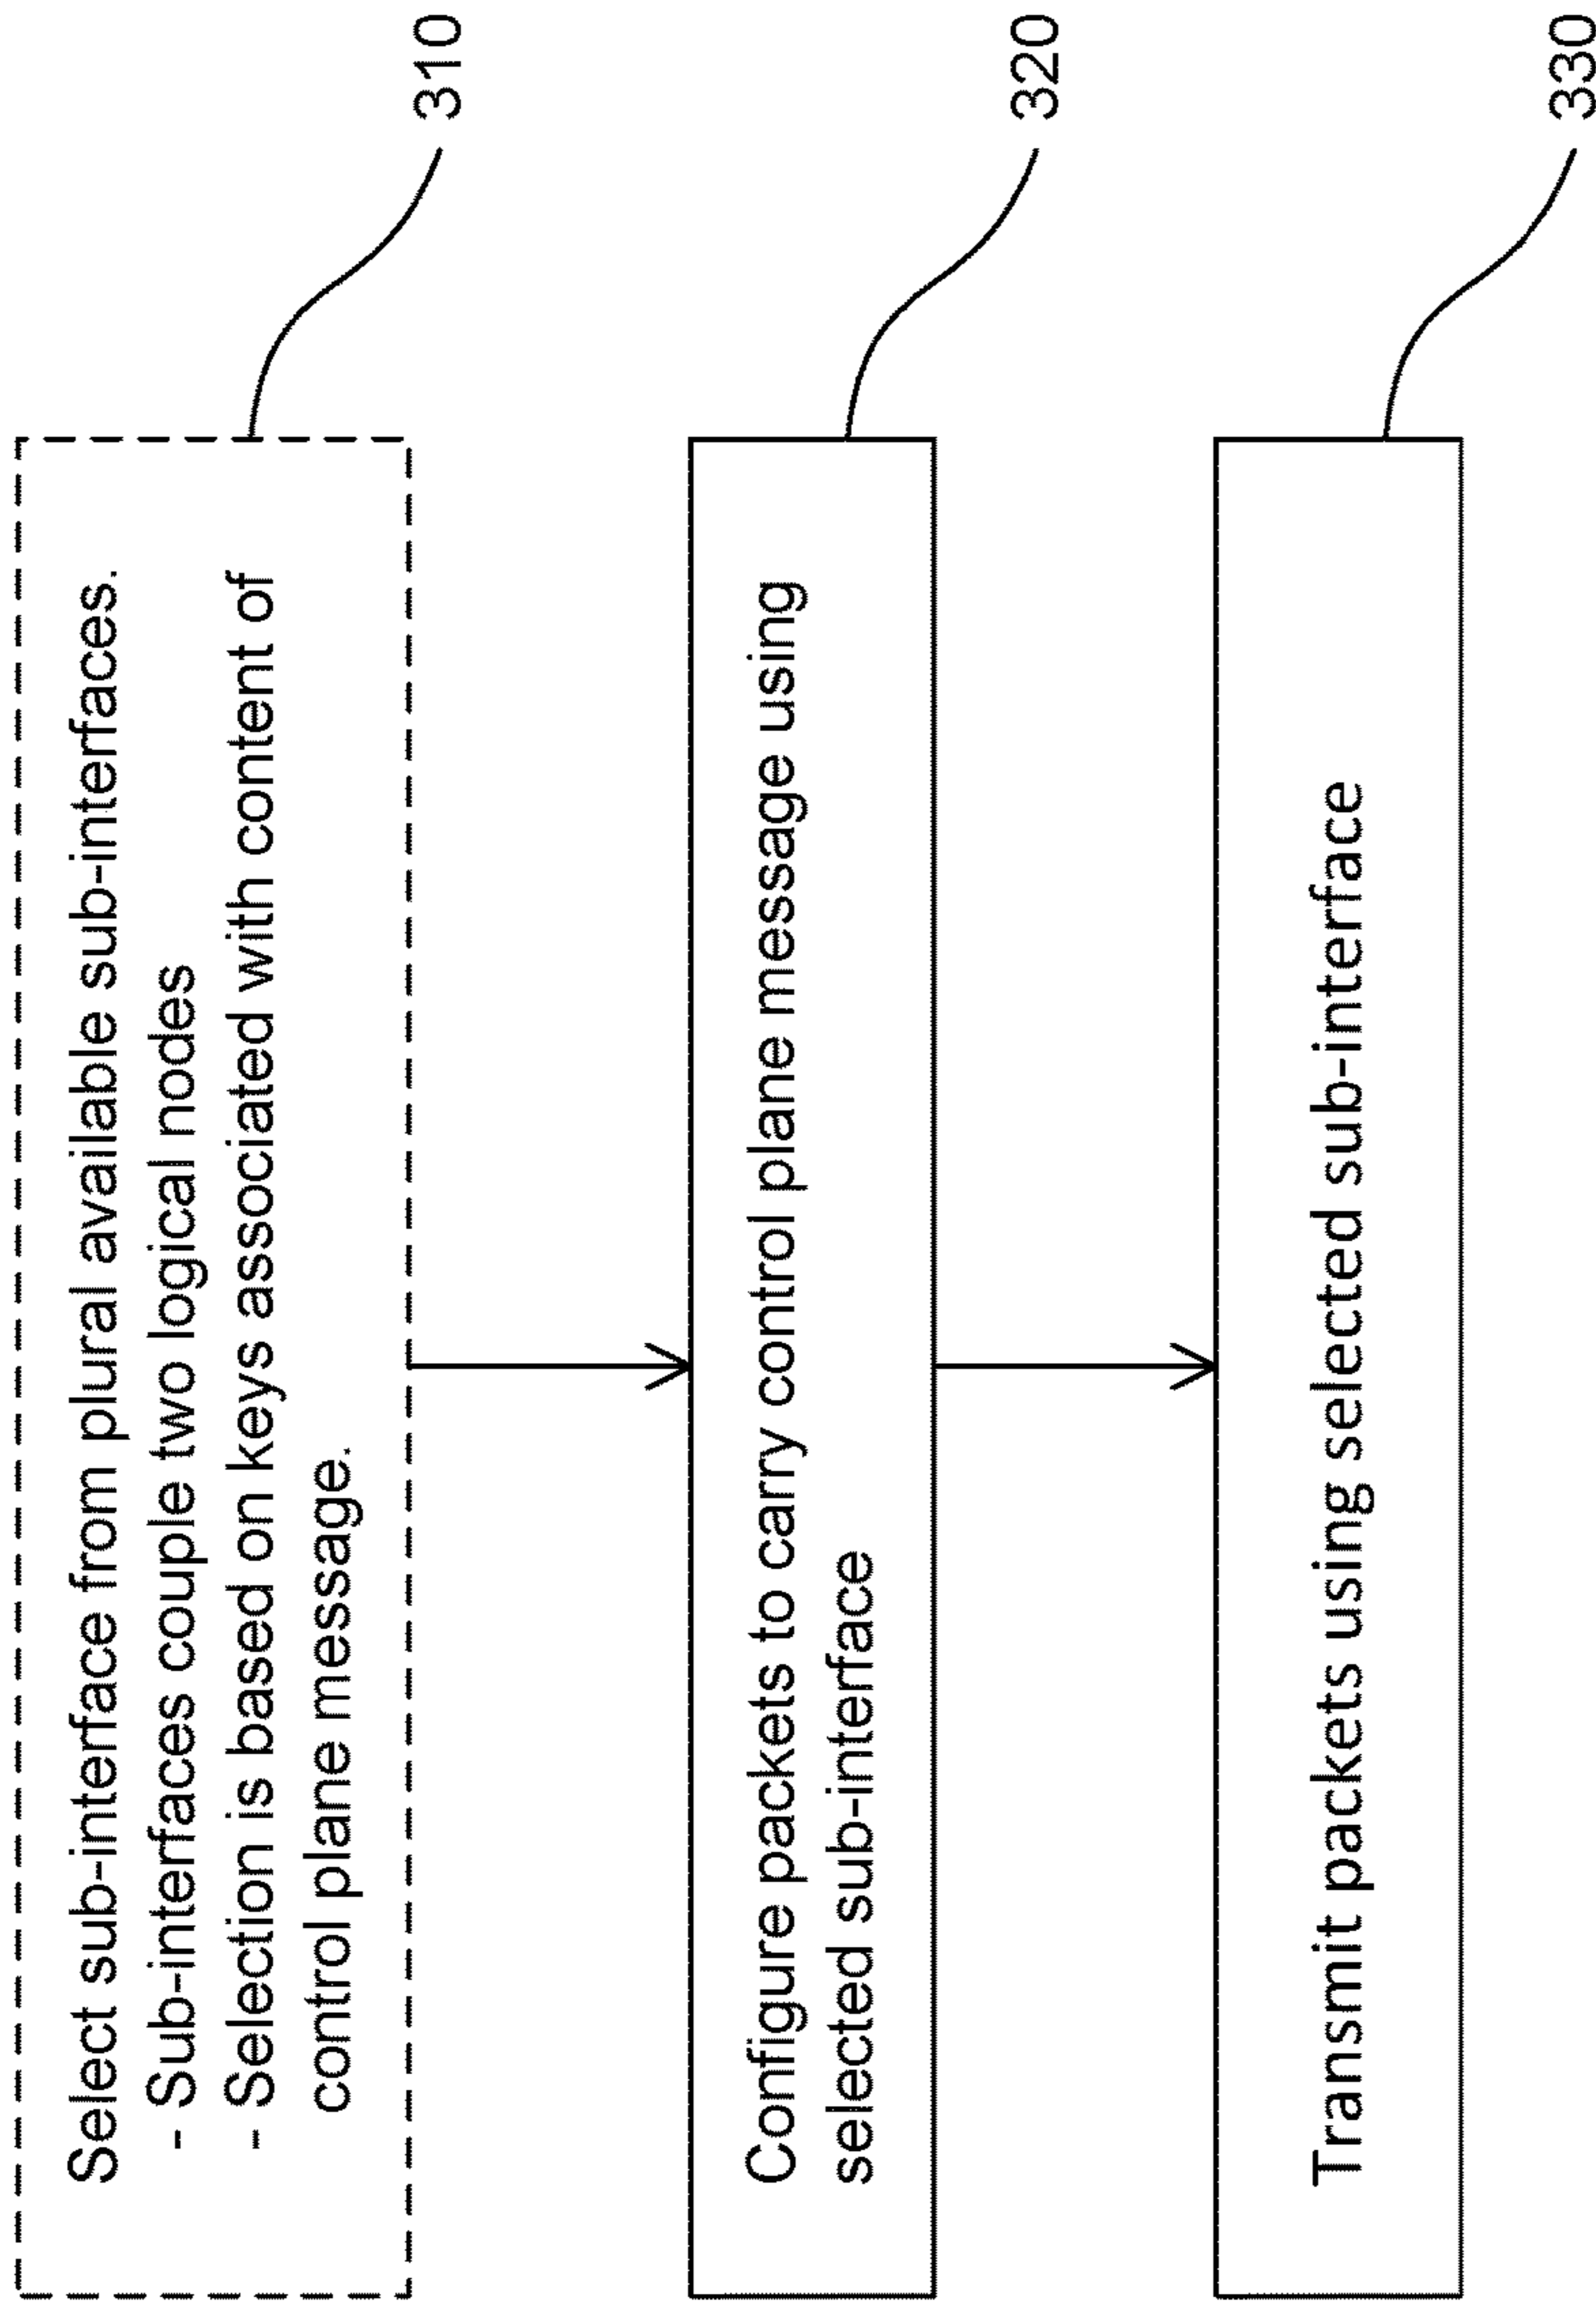 Select sub-interface from plural available sub-interfaces.
- Sub-interfaces couple two logical nodes
- Selection is based on keys associated with content of
control plane message.
310
Configure packets to carry control plane message using
selected sub-interface
320
Transmit packets using selected sub-interface
330